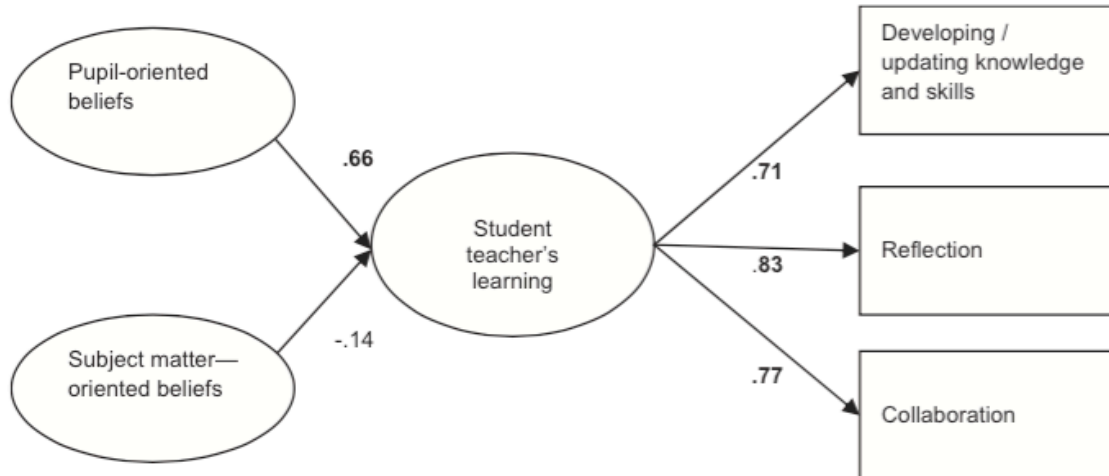 Pupil-oriented
beliefs
.66
Subject matter—
oriented beliefs
-.14
Student
teacher's
learning
.71
.83
.77
Developing /
updating knowledge
and skills
Reflection
Collaboration